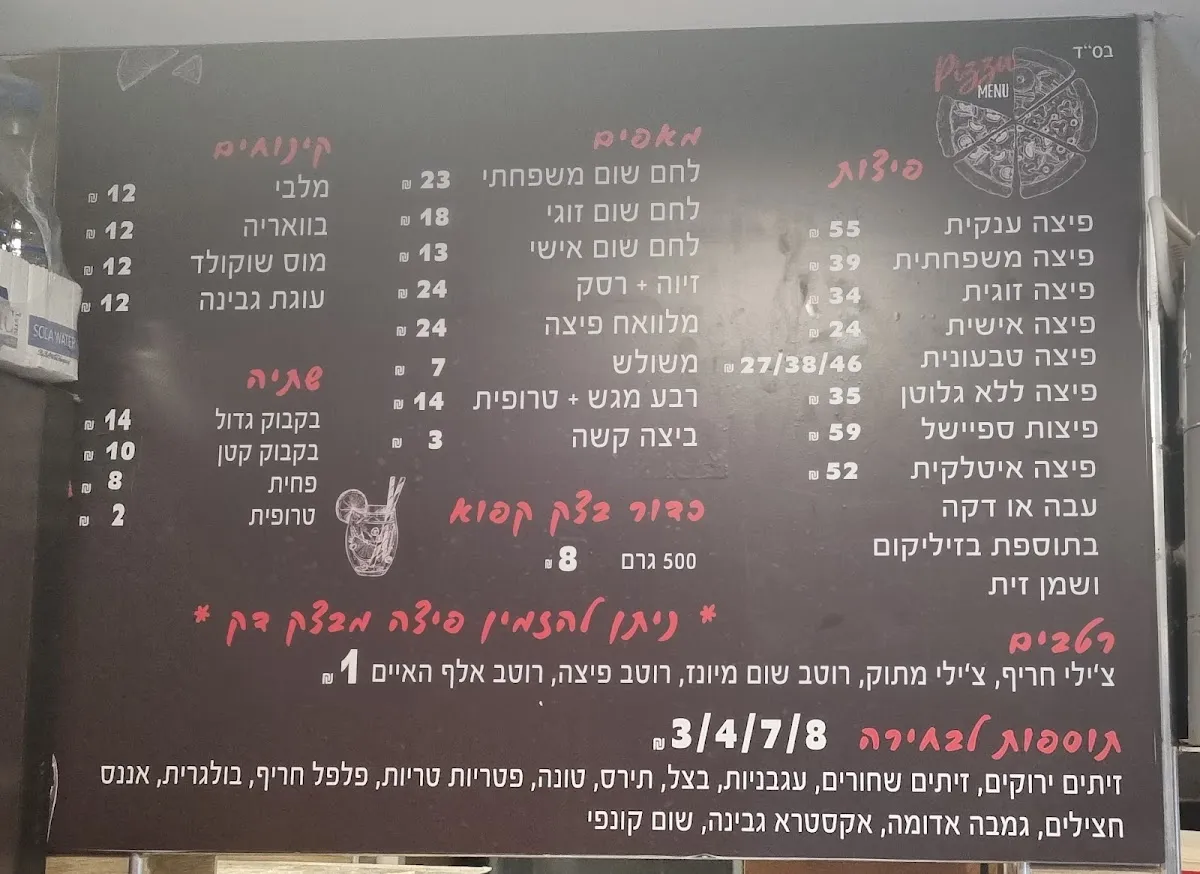 בס"ד
Pizza
MENU
פיצות
פיצה ענקית 55 ₪
פיצה משפחתית 39 ₪
פיצה זוגית 34 ₪
פיצה אישית 24 ₪
פיצה טבעונית 27/38/46 ₪
פיצה ללא גלוטן 35 ₪
פיצות ספיישל 59 ₪
פיצה איטלקית 52 ₪
עבה או דקה
בתוספת בזיליקום
ושמן זית
מאפים
לחם שום משפחתי 23 ₪
לחם שום זוגי 18 ₪
לחם שום אישי 13 ₪
זיוה + רסק 24 ₪
מלוואח פיצה 24 ₪
משולש 7 ₪
רבע מגש + טרופית 14 ₪
ביצה קשה 3 ₪
כדור בצק קפוא
500 גרם 8 ₪
קינוחים
מלבי 12 ₪
בוואריה 12 ₪
מוס שוקולד 12 ₪
עוגת גבינה 12 ₪
שתיה
בקבוק גדול 14 ₪
בקבוק קטן 10 ₪
פחית 8 ₪
טרופית 2 ₪
* ניתן להזמין פיצה מבצק דק *
רטבים
צ'ילי חריף, צ'ילי מתוק, רוטב שום מיונז, רוטב פיצה, רוטב אלף האיים 1 ₪
תוספות לבחירה 3/4/7/8 ₪
זיתים ירוקים, זיתים שחורים, עגבניות, בצל, תירס, טונה, פטריות טריות, פלפל חריף, בולגרית, אננס
חצילים, גמבה אדומה, אקסטרא גבינה, שום קונפי
SODA WATER